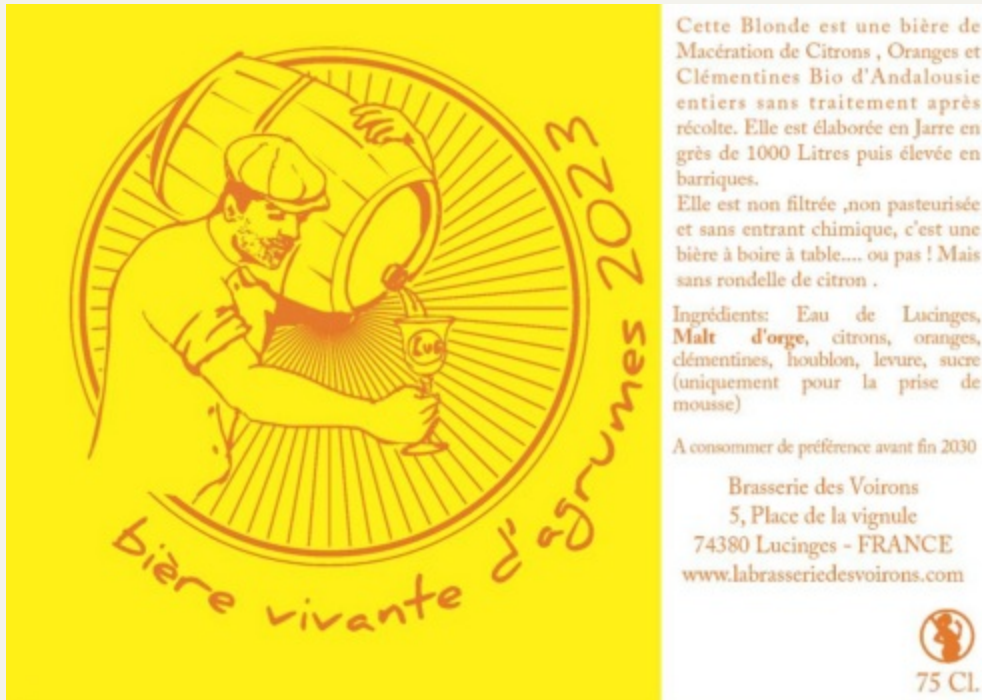 bière vivante d'agrumes 2023
Lug
Cette Blonde est une bière de
Macération de Citrons , Oranges et
Clémentines Bio d'Andalousie
entiers sans traitement après
récolte. Elle est élaborée en Jarre en
grès de 1000 Litres puis élevée en
barriques.
Elle est non filtrée ,non pasteurisée
et sans entrant chimique, c'est une
bière à boire à table.... ou pas ! Mais
sans rondelle de citron .
Ingrédients: Eau de Lucinges,
Malt d'orge, citrons, oranges,
clémentines, houblon, levure, sucre
(uniquement pour la prise de
mousse)
A consommer de préférence avant fin 2030
Brasserie des Voirons
5, Place de la vignule
74380 Lucinges - FRANCE
www.labrasseriedesvoirons.com
75 Cl.